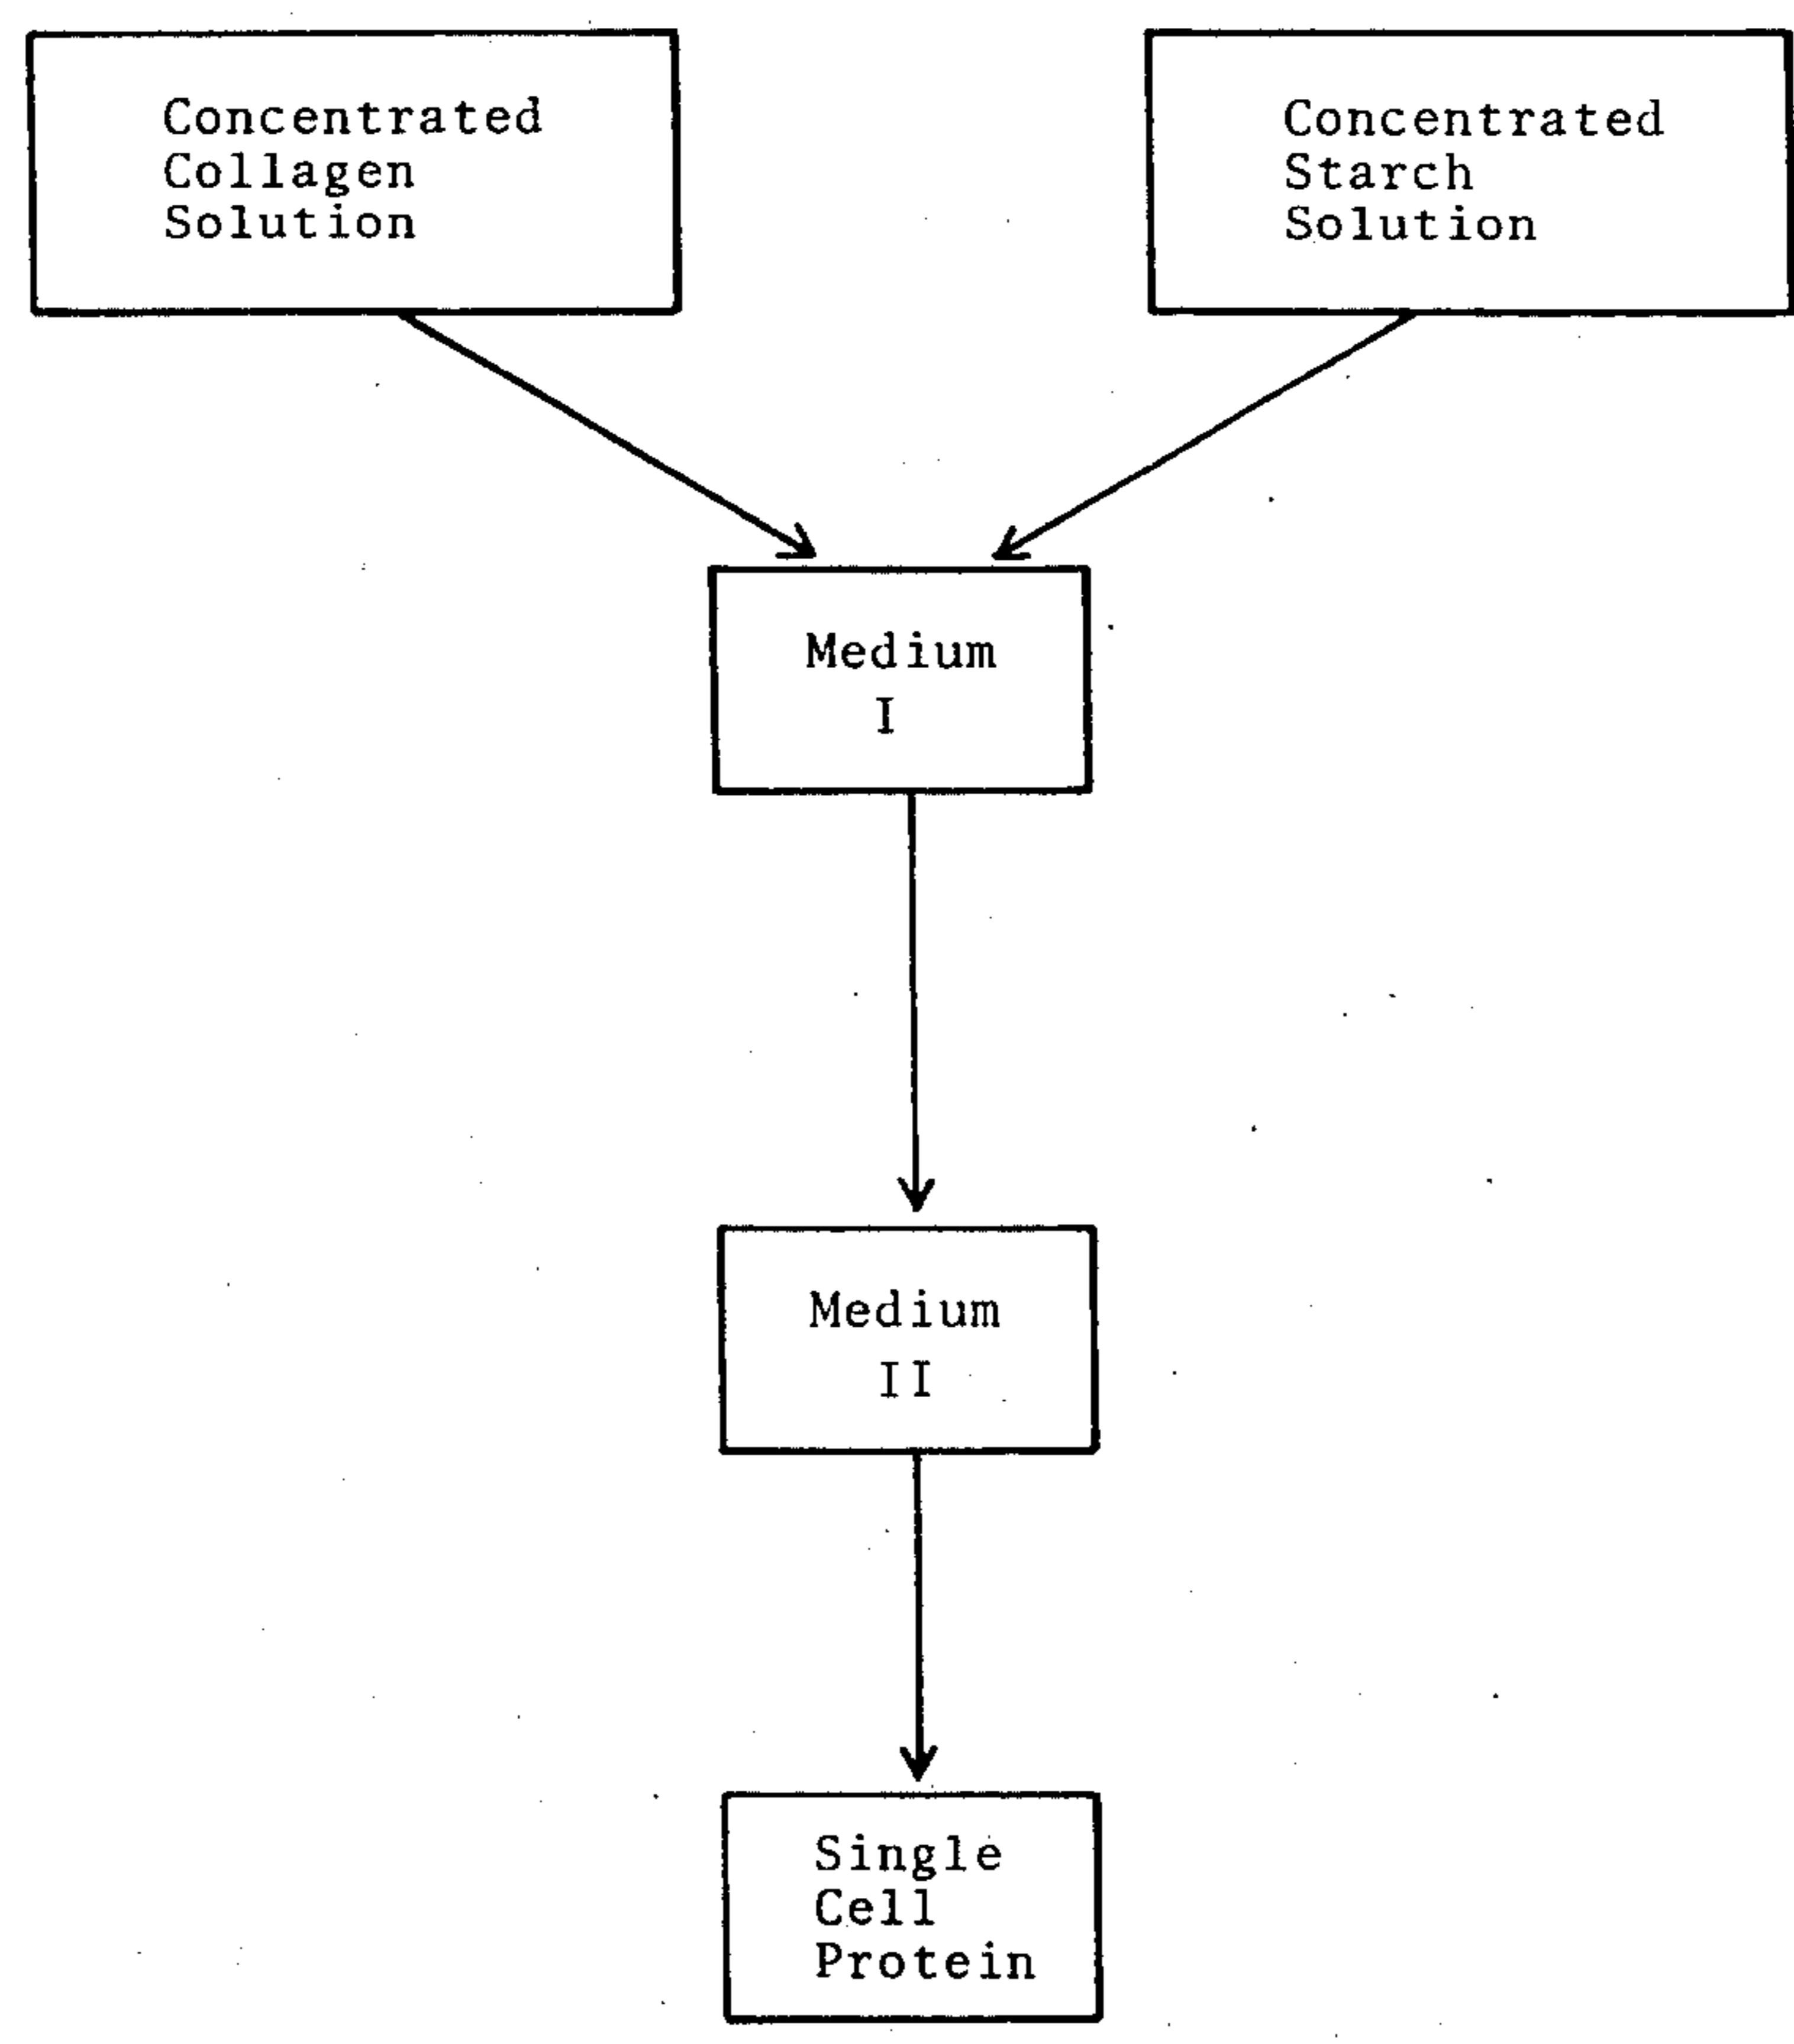 Concentrated
Collagen
Solution
Concentrated
Starch
Solution
Medium
I
Medium
II
Single
Cell
Protein